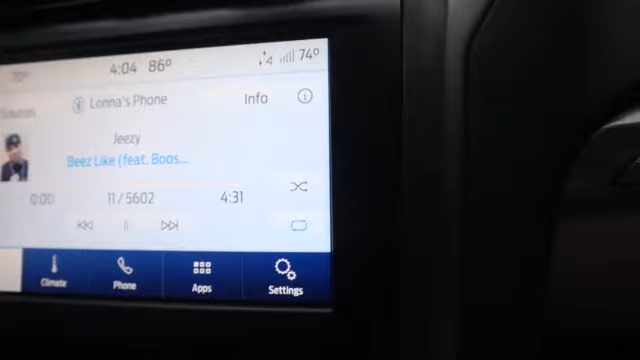 4:04 86°
74°
Sources
Lonna's Phone
Info
Jeezy
Beez Like (feat. Boos...
0:00
11/5602
4:31
Climate
Phone
Apps
Settings